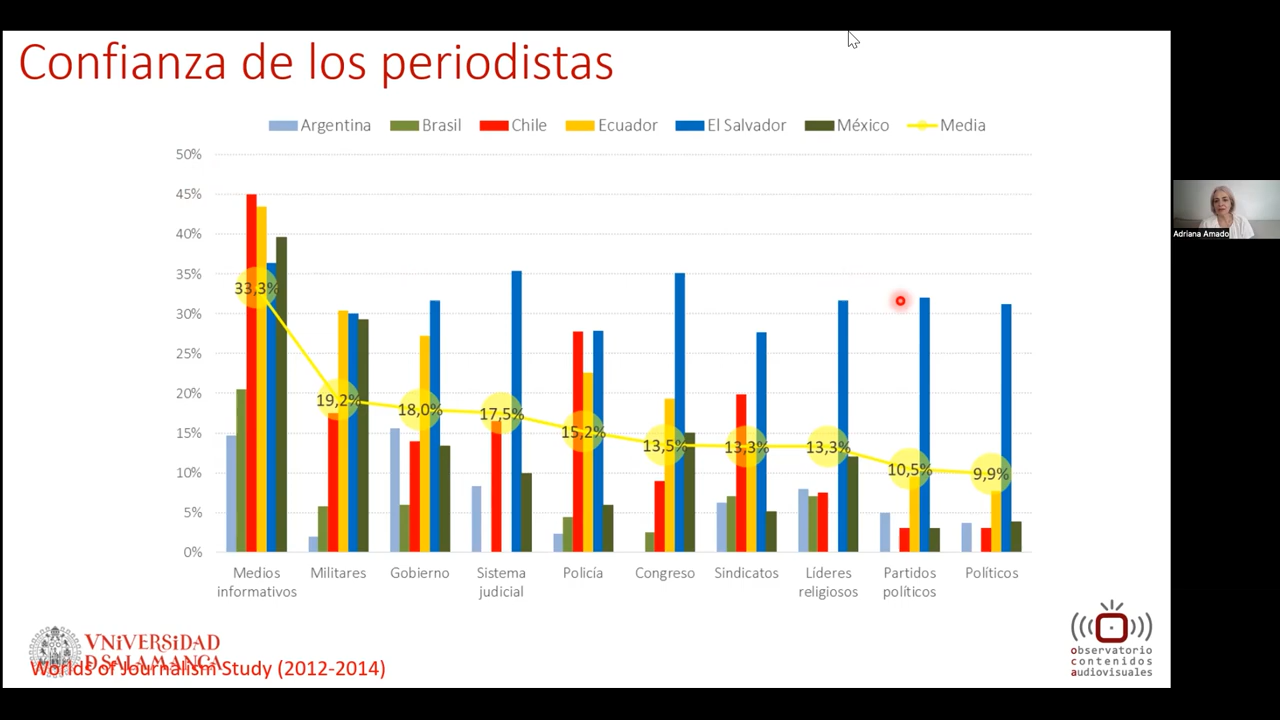 Confianza de los periodistas
Argentina Brasil Chile Ecuador El Salvador México Media
50%
45%
40%
35%
30%
25%
20%
15%
10%
5%
0%
33,3% 19,2% 18,0% 17,5% 15,2% 13,5% 13,3% 13,3% 10,5% 9,9%
Medios informativos
Militares
Gobierno
Sistema judicial
Policía
Congreso
Sindicatos
Líderes religiosos
Partidos políticos
Políticos
Adriana Amado
VNiVERSiDAD
D SALAMANCA
Worlds of Journalism Study (2012-2014)
observatorio
contenidos
audiovisuales